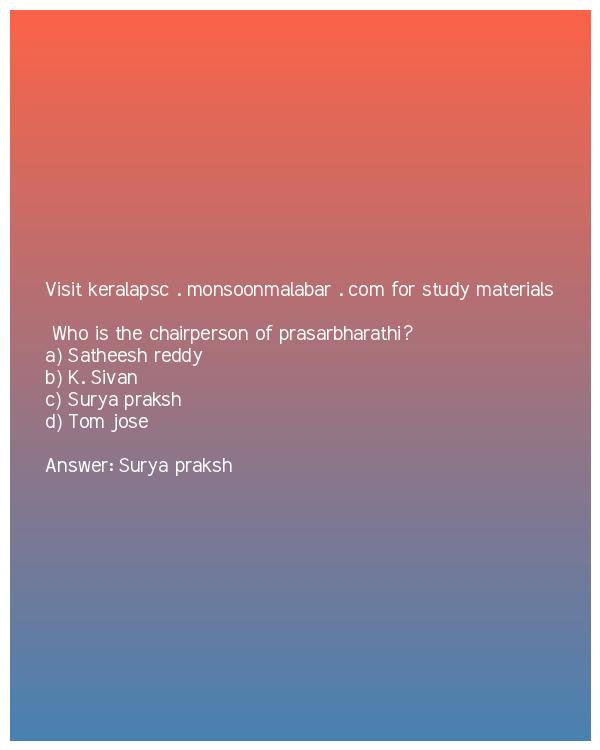 Visit keralapsc .monsoonmalabar .com for study materials
Who is the chairperson of prasarbharathi?
a) Satheesh reddy
b) K. Sivan
c) Surya praksh
d) Tom jose
Answer: Surya praksh